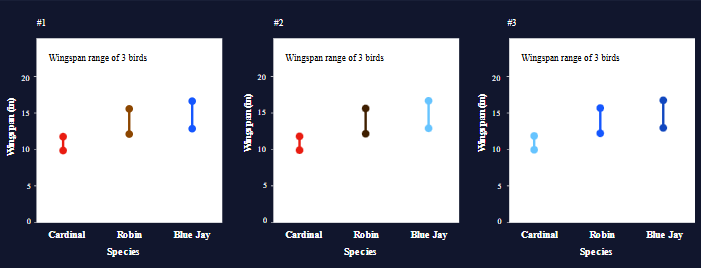 #1
Wingspan range of 3 birds
20
15
10
5
0
Wingspan (in)
Cardinal Robin Blue Jay
Species
#2
Wingspan range of 3 birds
20
15
10
5
0
Wingspan (in)
Cardinal Robin Blue Jay
Species
#3
Wingspan range of 3 birds
20
15
10
5
0
Wingspan (in)
Cardinal Robin Blue Jay
Species